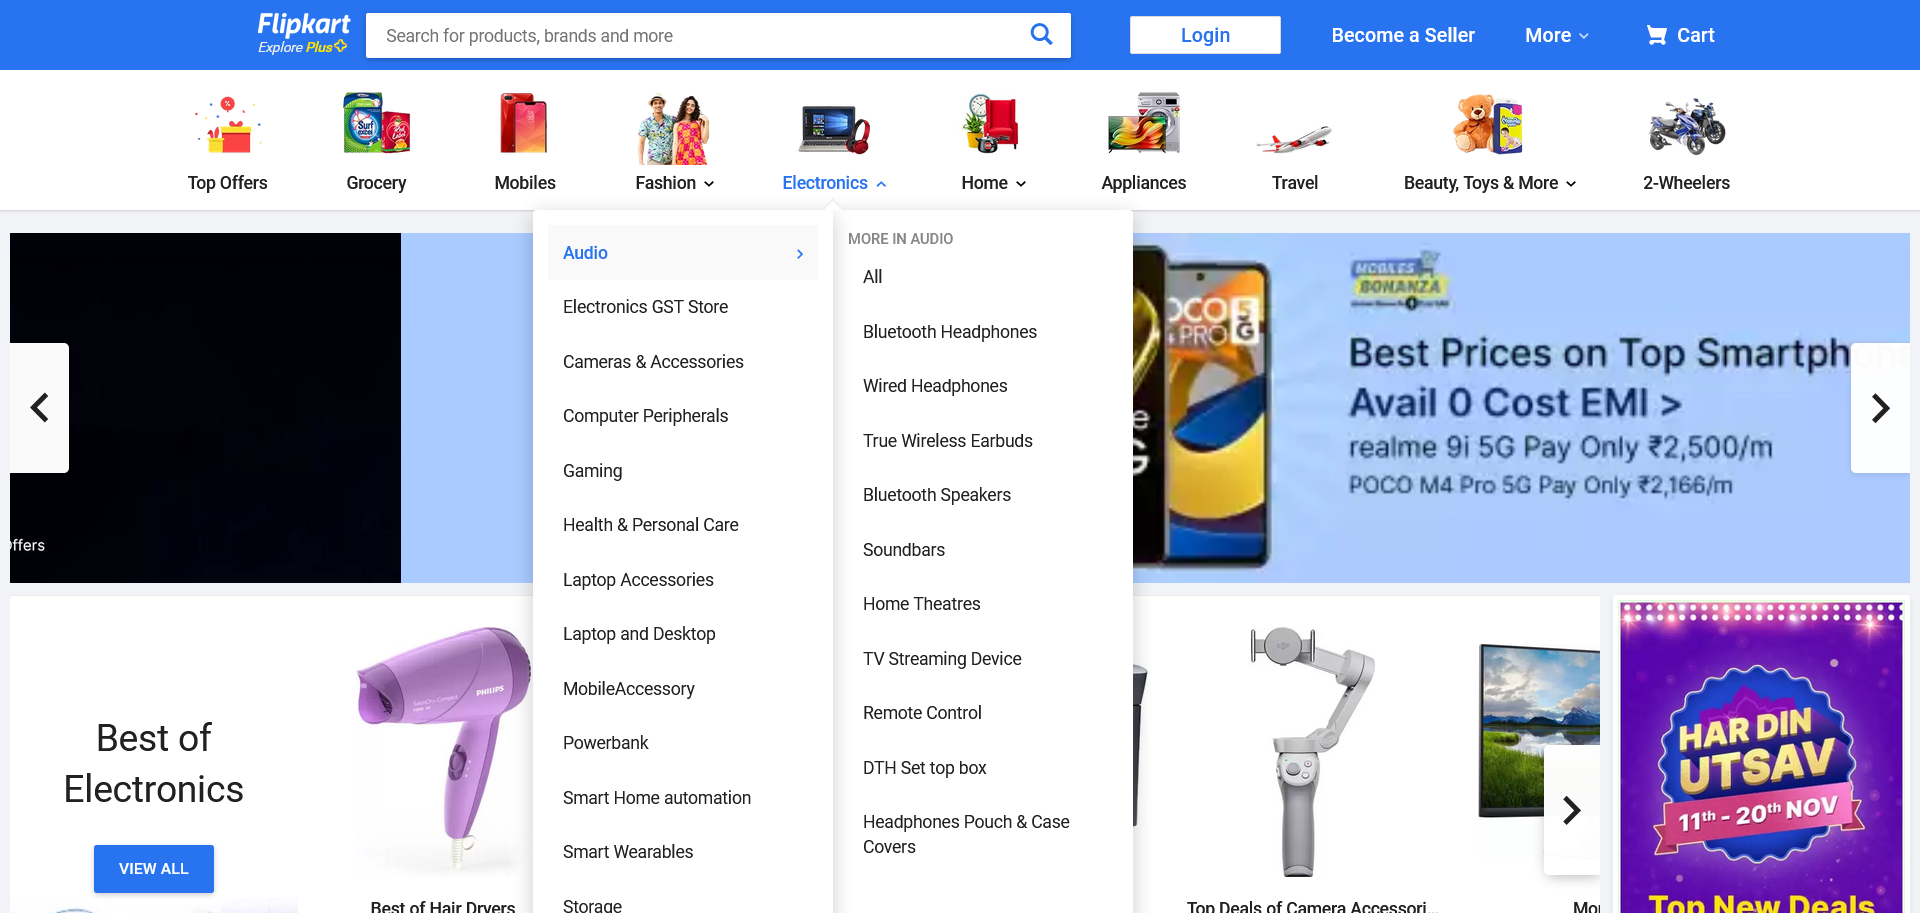 Flipkart
Explore Plus
Search for products, brands and more
Login
Become a Seller
More
Cart
Top Offers
Grocery
Mobiles
Fashion
Electronics
Home
Appliances
Travel
Beauty, Toys & More
2-Wheelers
Audio
Electronics GST Store
Cameras & Accessories
Computer Peripherals
Gaming
Health & Personal Care
Laptop Accessories
Laptop and Desktop
MobileAccessory
Powerbank
Smart Home automation
Smart Wearables
Storage
MORE IN AUDIO
All
Bluetooth Headphones
Wired Headphones
True Wireless Earbuds
Bluetooth Speakers
Soundbars
Home Theatres
TV Streaming Device
Remote Control
DTH Set top box
Headphones Pouch & Case
Covers
MOBILES
BONANZA
Best Prices on Top Smartpho
Avail 0 Cost EMI >
realme 9i 5G Pay Only ₹2,500/m
POCO M4 Pro 5G Pay Only ₹2,166/m
ffers
Best of
Electronics
VIEW ALL
PHILIPS
Best of Hair Dryers
Top Deals of Camera Accessori...
Mo
HAR DIN
UTSAV
11th - 20th NOV
Top New Deals